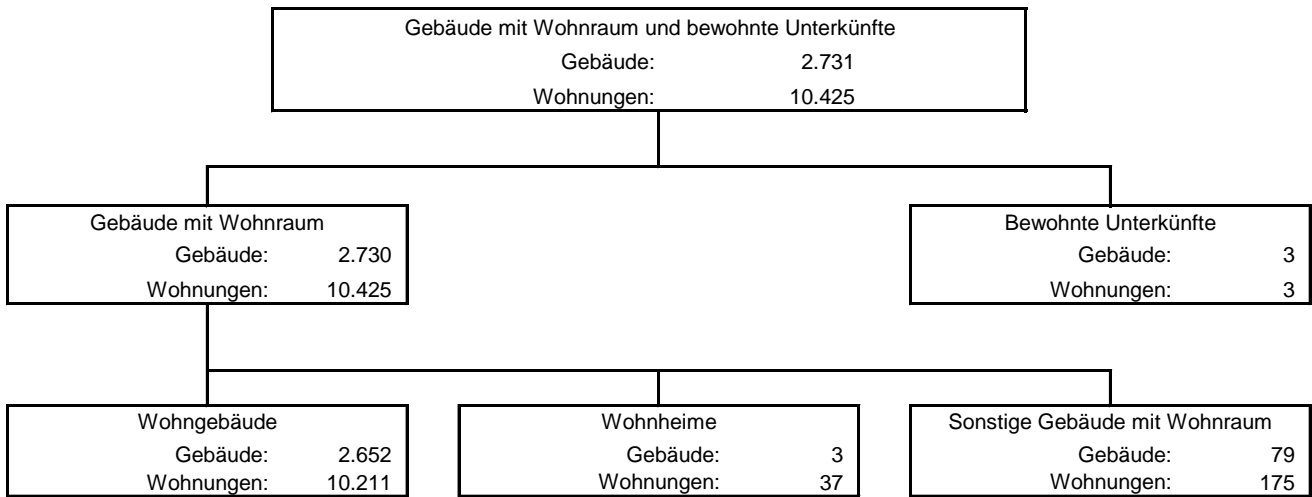 Gebäude mit Wohnraum und bewohnte Unterkünfte
Gebäude: 2.731
Wohnungen: 10.425
Gebäude mit Wohnraum
Gebäude: 2.730
Wohnungen: 10.425
Bewohnte Unterkünfte
Gebäude: 3
Wohnungen: 3
Wohngebäude
Gebäude: 2.652
Wohnungen: 10.211
Wohnheime
Gebäude: 3
Wohnungen: 37
Sonstige Gebäude mit Wohnraum
Gebäude: 79
Wohnungen: 175